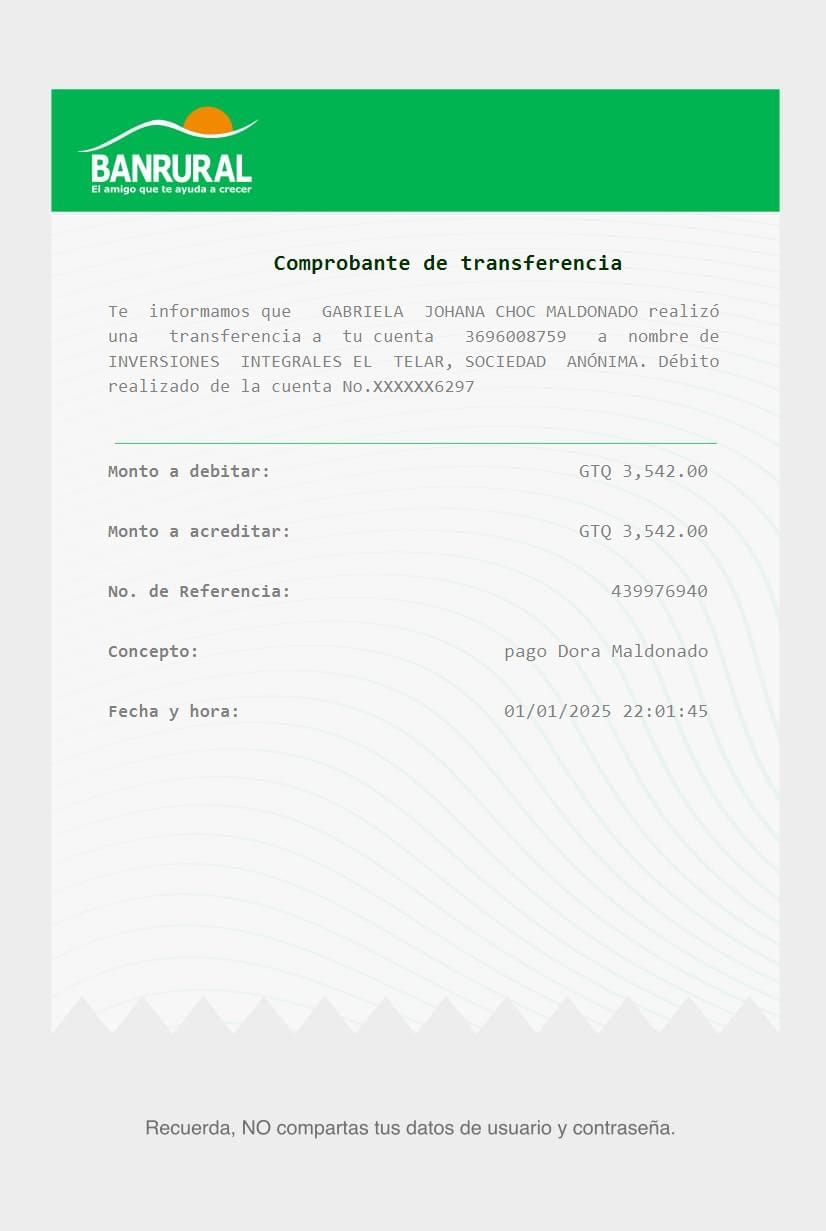 BANRURAL
El amigo que te ayuda a crecer
Comprobante de transferencia
Te informamos que GABRIELA JOHANA CHOC MALDONADO realizó
una transferencia a tu cuenta 3696008759 a nombre de
INVERSIONES INTEGRALES EL TELAR, SOCIEDAD ANÓNIMA. Débito
realizado de la cuenta No.XXXXXX6297
Monto a debitar: GTQ 3,542.00
Monto a acreditar: GTQ 3,542.00
No. de Referencia: 439976940
Concepto: pago Dora Maldonado
Fecha y hora: 01/01/2025 22:01:45
Recuerda, NO compartas tus datos de usuario y contraseña.